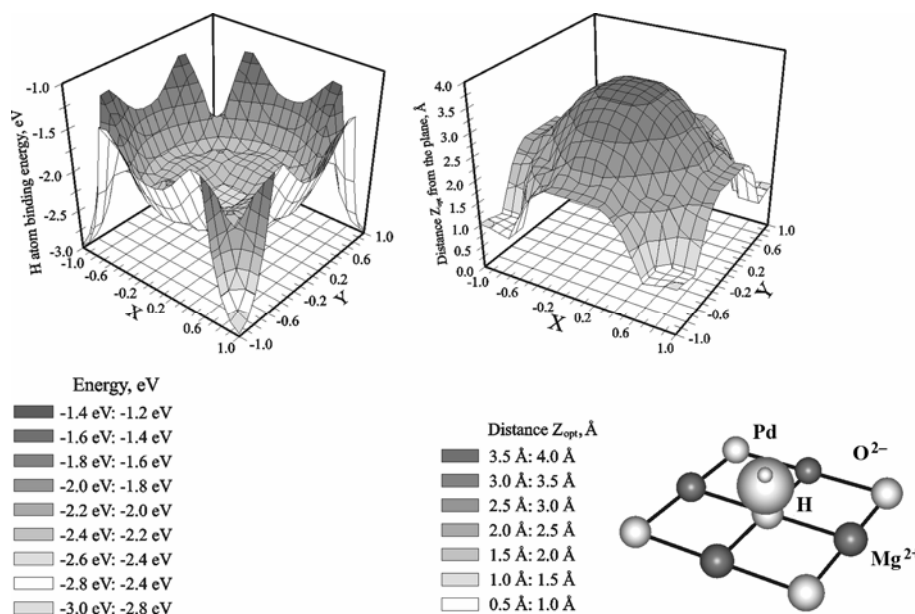 H atom binding energy, eV
-1.0
-1.5
-2.0
-2.5
-3.0
-1.0
-0.6
-0.2
0.2
0.6
1.0
X
-1.0
-0.6
-0.2
0.2
0.6
1.0
Y
Distance Zopt from the plane, Å
4.0
3.5
3.0
2.5
2.0
1.5
1.0
0.5
0.0
-1.0
-0.6
-0.2
0.2
0.6
1.0
X
-1.0
-0.6
-0.2
0.2
0.6
1.0
Y
Energy, eV
-1.4 eV: -1.2 eV
-1.6 eV: -1.4 eV
-1.8 eV: -1.6 eV
-2.0 eV: -1.8 eV
-2.2 eV: -2.0 eV
-2.4 eV: -2.2 eV
-2.6 eV: -2.4 eV
-2.8 eV: -2.4 eV
-3.0 eV: -2.8 eV
Distance Zopt, Å
3.5 Å: 4.0 Å
3.0 Å: 3.5 Å
2.5 Å: 3.0 Å
2.0 Å: 2.5 Å
1.5 Å: 2.0 Å
1.0 Å: 1.5 Å
0.5 Å: 1.0 Å
Pd
O²⁻
H
Mg²⁻